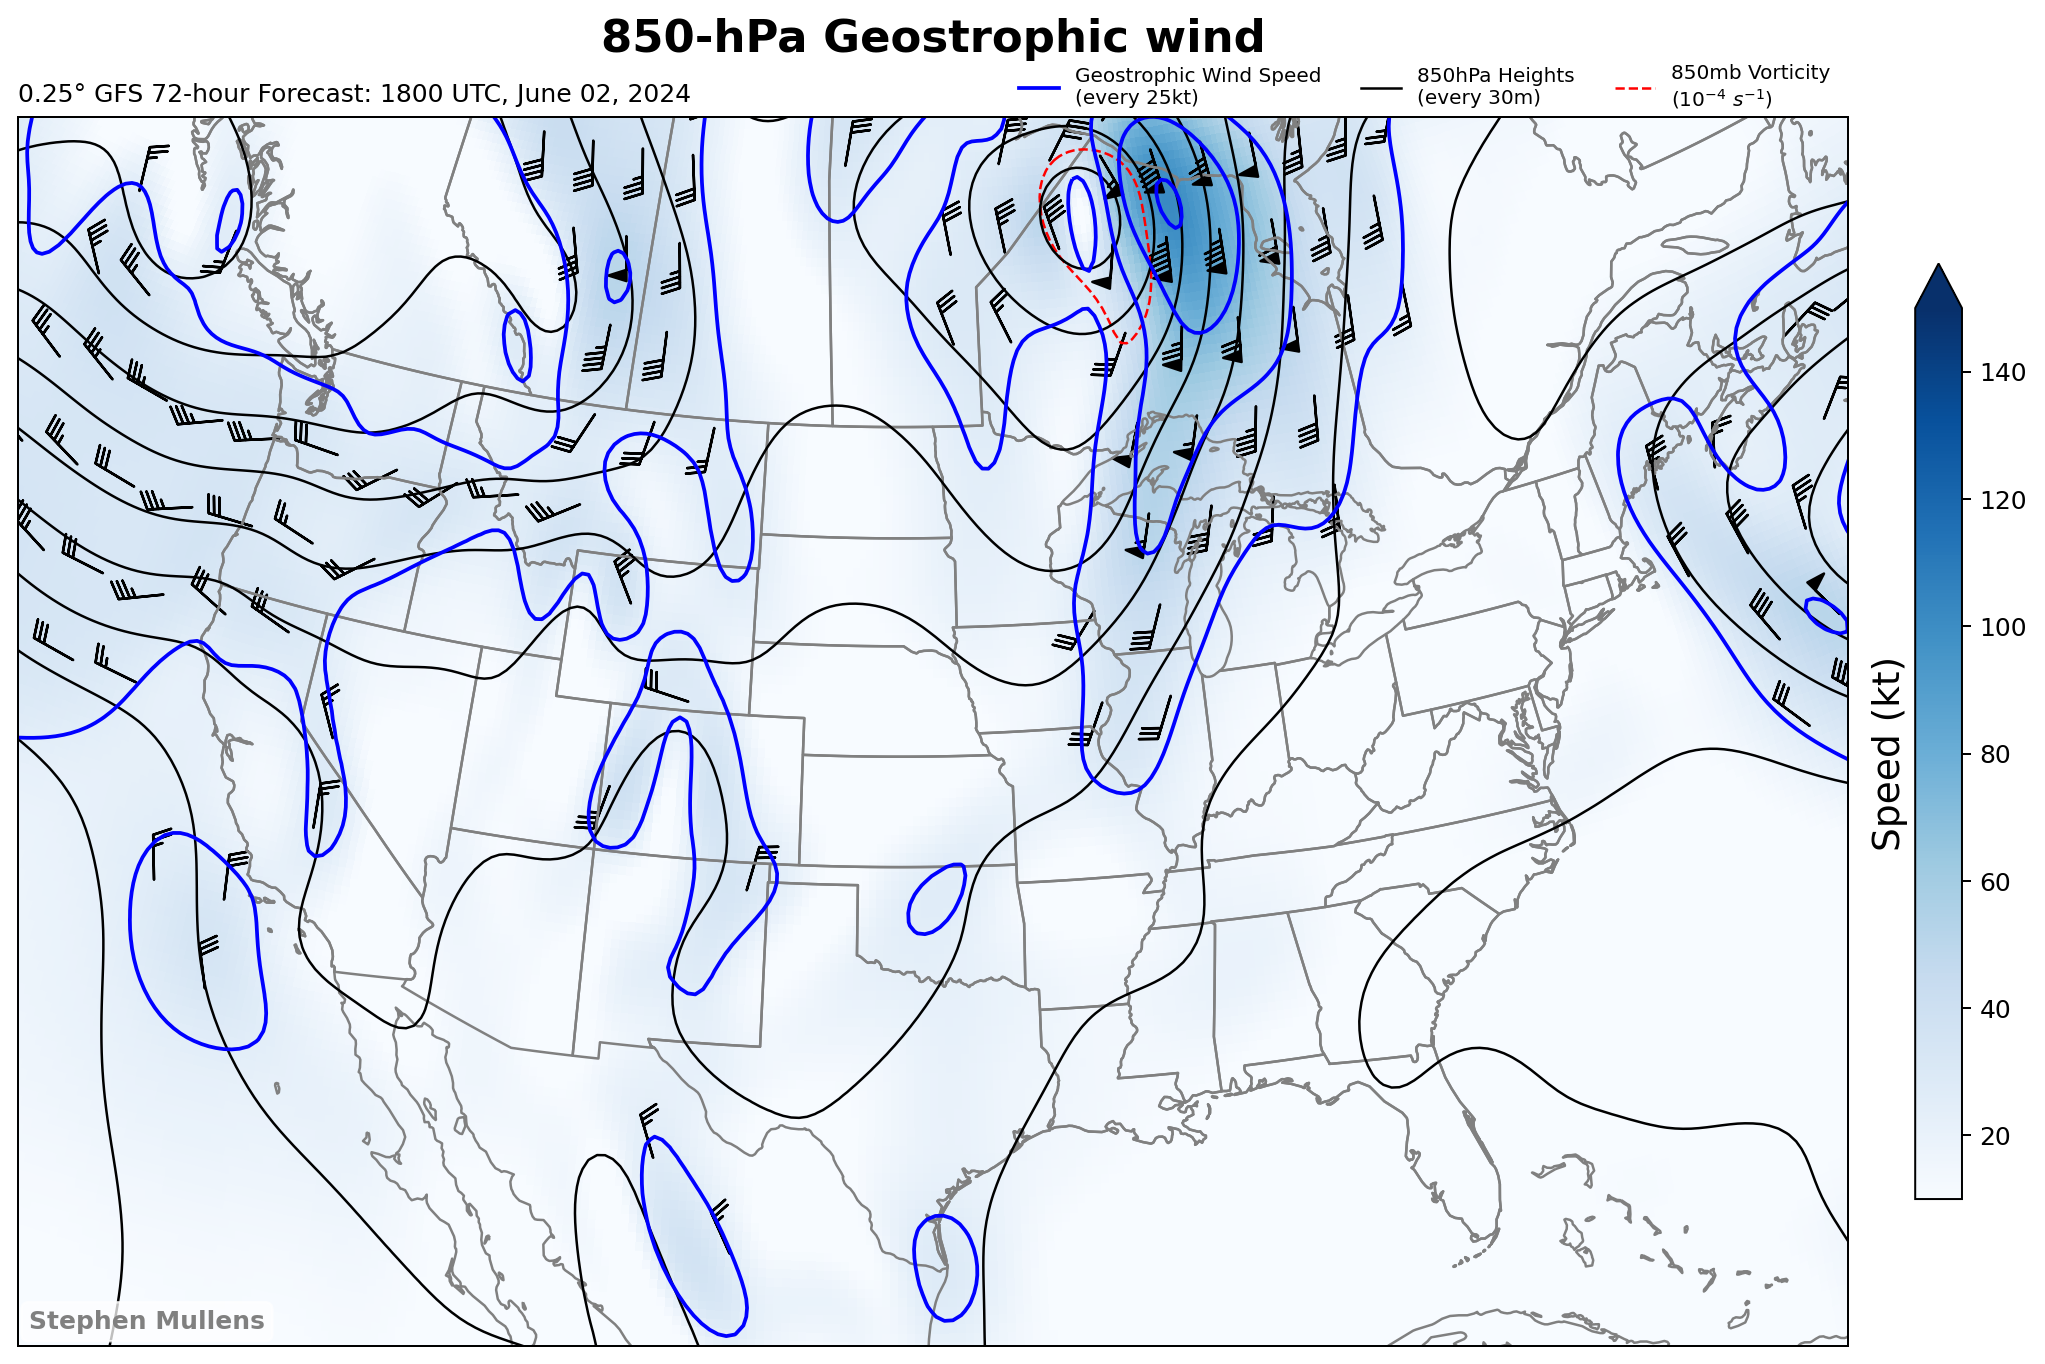 850-hPa Geostrophic wind
0.25° GFS 72-hour Forecast: 1800 UTC, June 02, 2024
Geostrophic Wind Speed
(every 25kt)
850hPa Heights
(every 30m)
850mb Vorticity
(10⁻⁴ s⁻¹)
140
120
100
80
60
40
20
Speed (kt)
Stephen Mullens